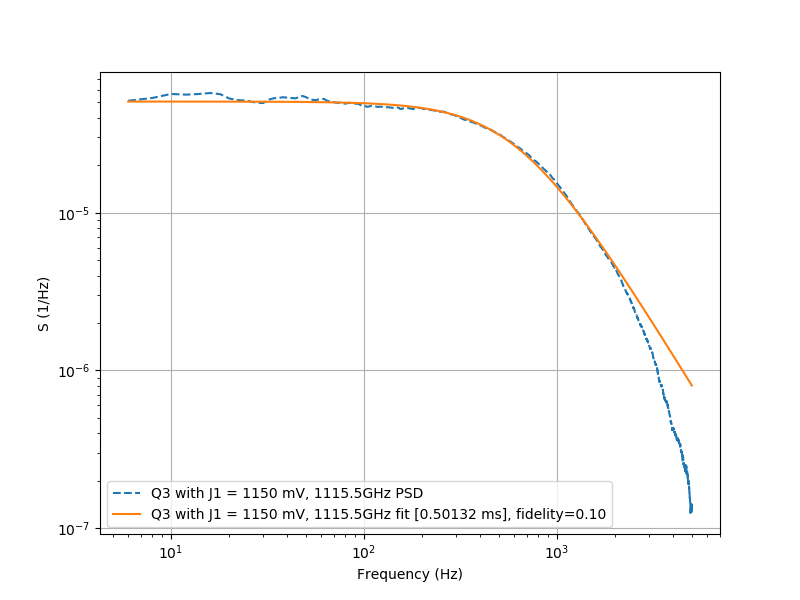 10^-5
10^-6
10^-7
S (1/Hz)
Q3 with J1 = 1150 mV, 1115.5GHz PSD
Q3 with J1 = 1150 mV, 1115.5GHz fit [0.50132 ms], fidelity=0.10
10^1 10^2 10^3
Frequency (Hz)